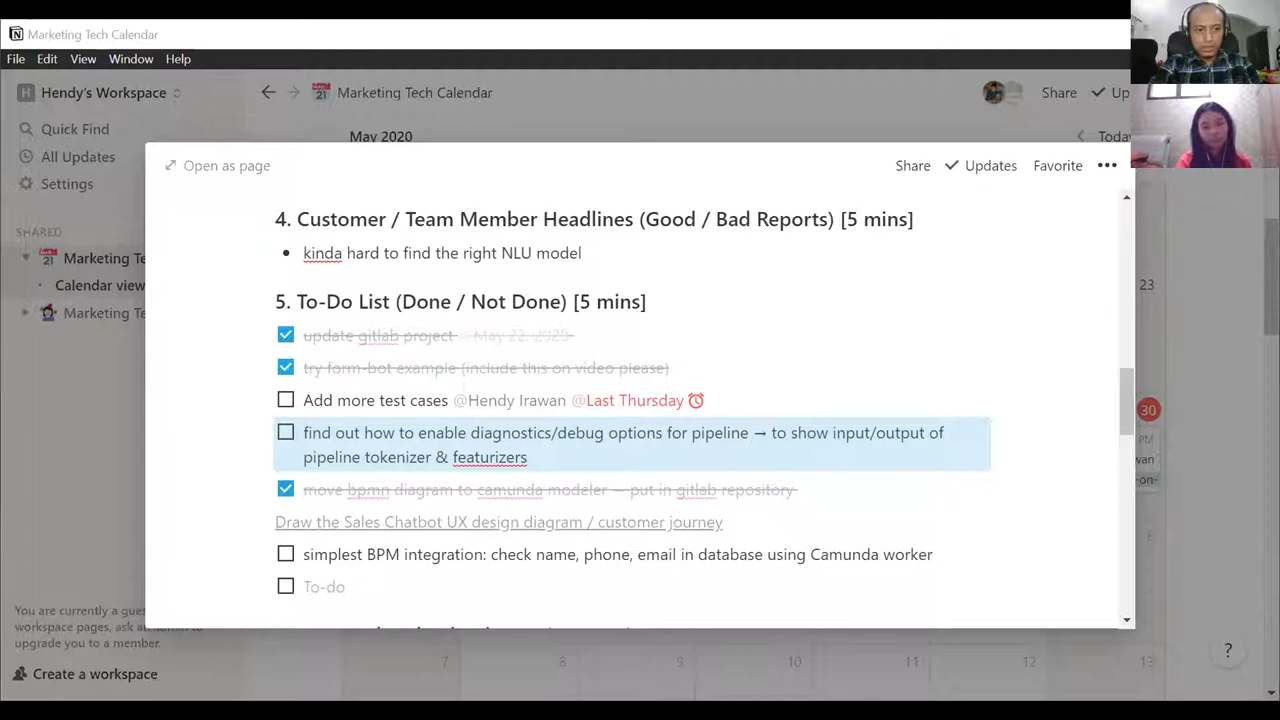 Marketing Tech Calendar
File Edit View Window Help
Hendy's Workspace
Marketing Tech Calendar
Share
Up
Quick Find
All Updates
Settings
May 2020
Today
Open as page
Share Updates Favorite •••
SHARED
Marketing Te
Calendar view
Marketing Te
4. Customer / Team Member Headlines (Good / Bad Reports) [5 mins]
• kinda hard to find the right NLU model
5. To-Do List (Done / Not Done) [5 mins]
update gitlab project May 22, 2020
try form-bot example (include this on video please)
Add more test cases @Hendy Irawan @Last Thursday
find out how to enable diagnostics/debug options for pipeline → to show input/output of
pipeline tokenizer & featurizers
move bpmn diagram to camunda modeler — put in gitlab repository
Draw the Sales Chatbot UX design diagram / customer journey
simplest BPM integration: check name, phone, email in database using Camunda worker
To-do
23
30
PM
wan
-on-
6
You are currently a gue
workspace pages, ask an admin to
upgrade you to a member.
Create a workspace
7 8 9 10 11 12 13
?